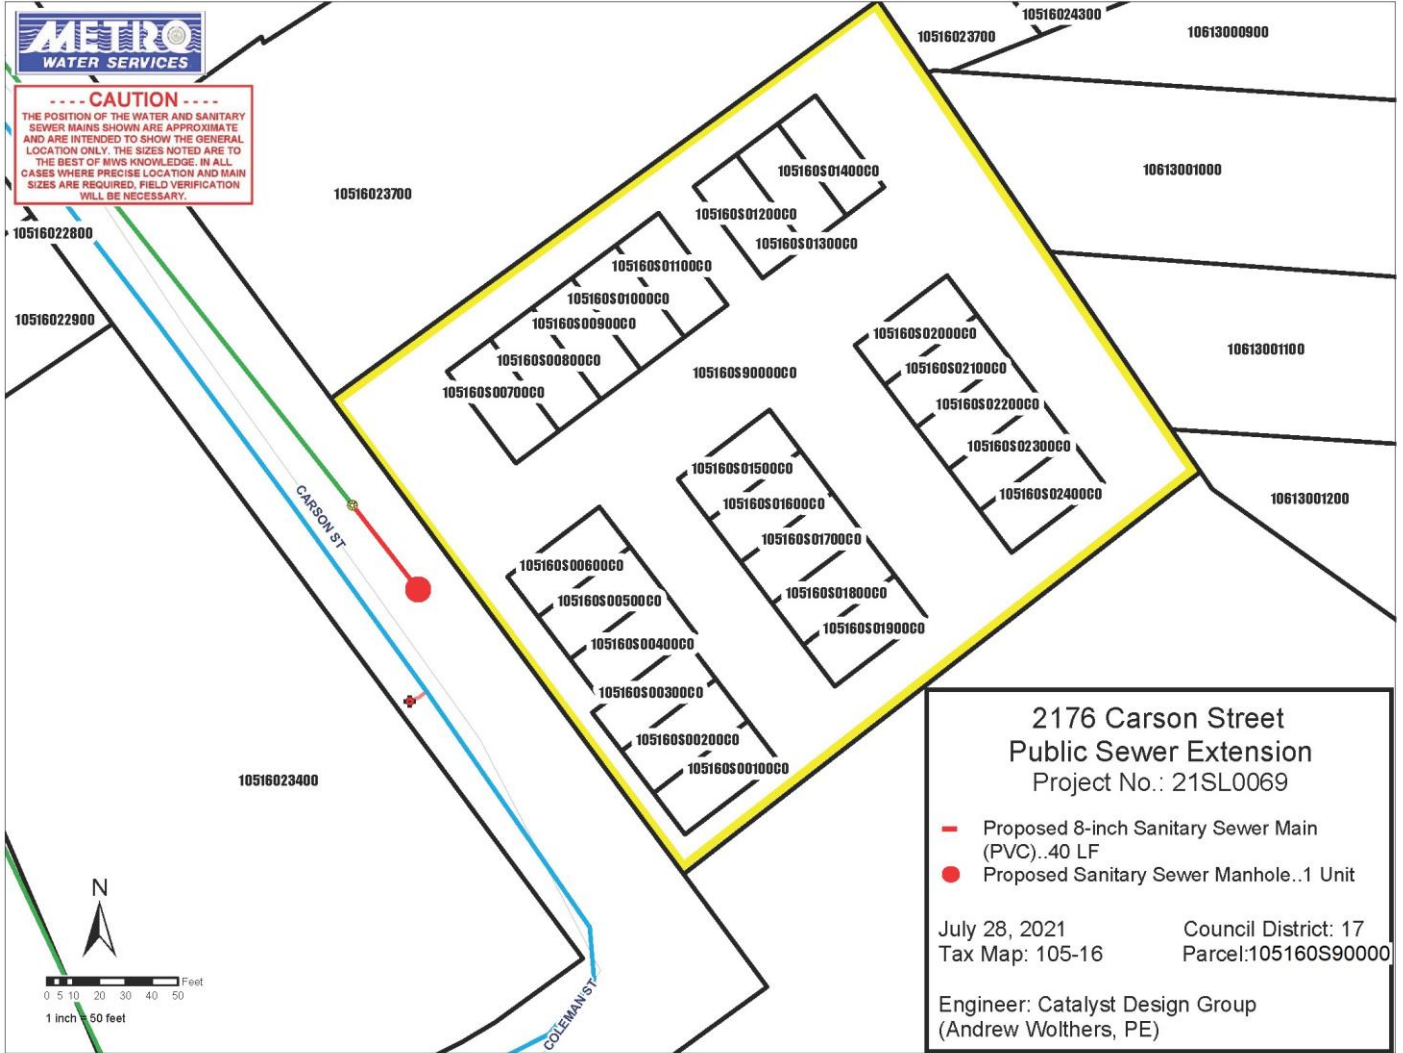 METRO
WATER SERVICES
---- CAUTION ----
THE POSITION OF THE WATER AND SANITARY
SEWER MAINS SHOWN ARE APPROXIMATE
AND ARE INTENDED TO SHOW THE GENERAL
LOCATION ONLY. THE SIZES NOTED ARE TO
THE BEST OF MWS KNOWLEDGE. IN ALL
CASES WHERE PRECISE LOCATION AND MAIN
SIZES ARE REQUIRED, FIELD VERIFICATION
WILL BE NECESSARY.
10516024300
10516023700
10613000900
10613001000
10516023700
10516022800
10516022900
105160S01400CO
105160S01200CO
105160S01300CO
105160S01100CO
105160S01000CO
105160S00900CO
105160S00800CO
105160S00700CO
105160S90000CO
105160S02000CO
105160S02100CO
105160S02200CO
105160S02300CO
105160S02400CO
10613001100
10613001200
105160S01500CO
105160S01600CO
105160S01700CO
105160S01800CO
105160S01900CO
CARSON ST
105160S00600CO
105160S00500CO
105160S00400CO
105160S00300CO
105160S00200CO
105160S00100CO
10516023400
COLEMAN ST
N
Feet
0 5 10 20 30 40 50
1 inch = 50 feet
2176 Carson Street
Public Sewer Extension
Project No.: 21SL0069
Proposed 8-inch Sanitary Sewer Main
(PVC)..40 LF
Proposed Sanitary Sewer Manhole..1 Unit
July 28, 2021 Council District: 17
Tax Map: 105-16 Parcel:105160S90000
Engineer: Catalyst Design Group
(Andrew Wolthers, PE)